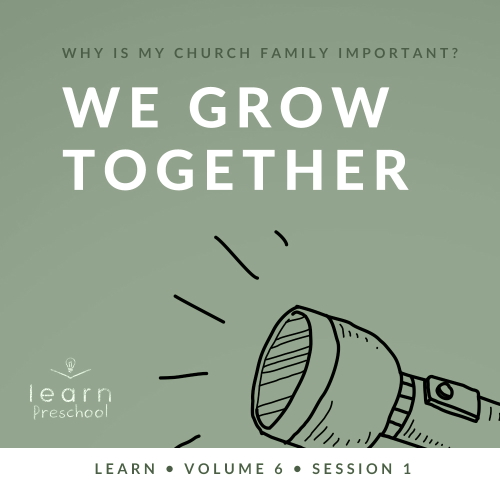 WHY IS MY CHURCH FAMILY IMPORTANT?
WE GROW
TOGETHER
learn
Preschool
LEARN • VOLUME 6 • SESSION 1